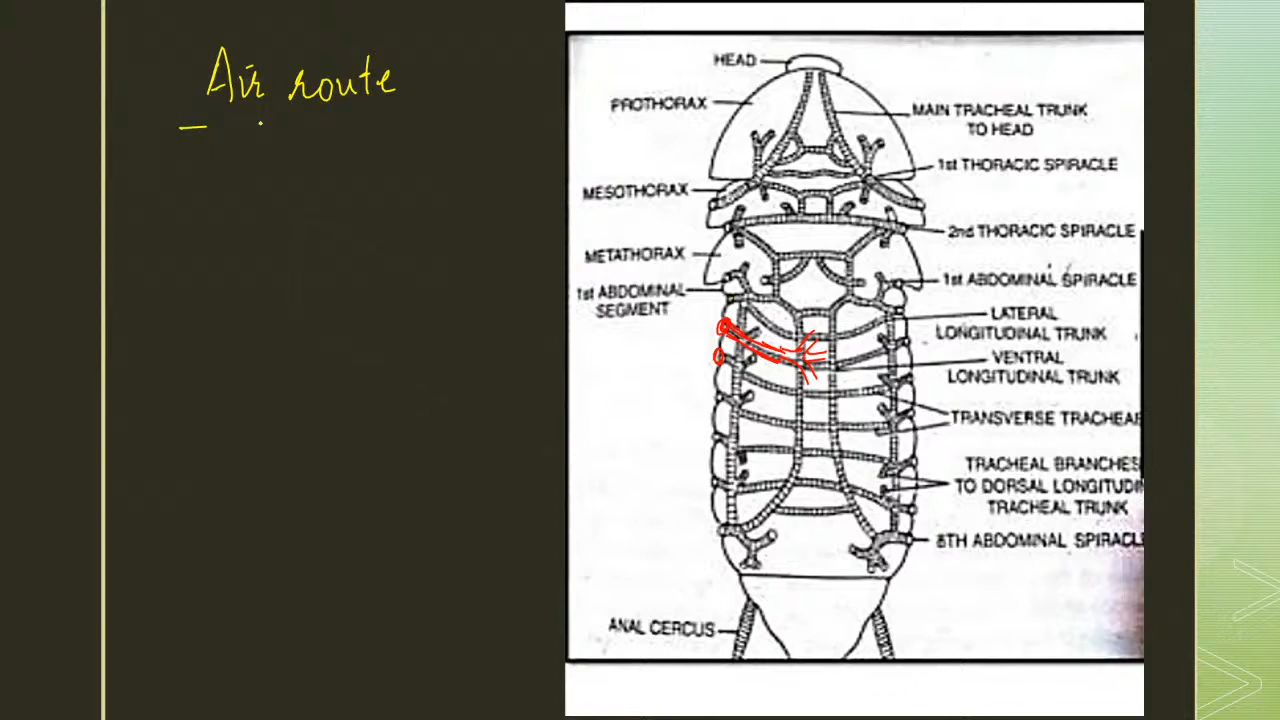 Air route
HEAD
PROTHORAX
MAIN TRACHEAL TRUNK
TO HEAD
1st THORACIC SPIRACLE
MESOTHORAX
2nd THORACIC SPIRACLE
METATHORAX
1st ABDOMINAL SPIRACLE
1st ABDOMINAL
SEGMENT
LATERAL
LONGITUDINAL TRUNK
VENTRAL
LONGITUDINAL TRUNK
TRANSVERSE TRACHEAE
TRACHEAL BRANCHES
TO DORSAL LONGITUDIN
TRACHEAL TRUNK
8TH ABDOMINAL SPIRACL
ANAL CERCUS